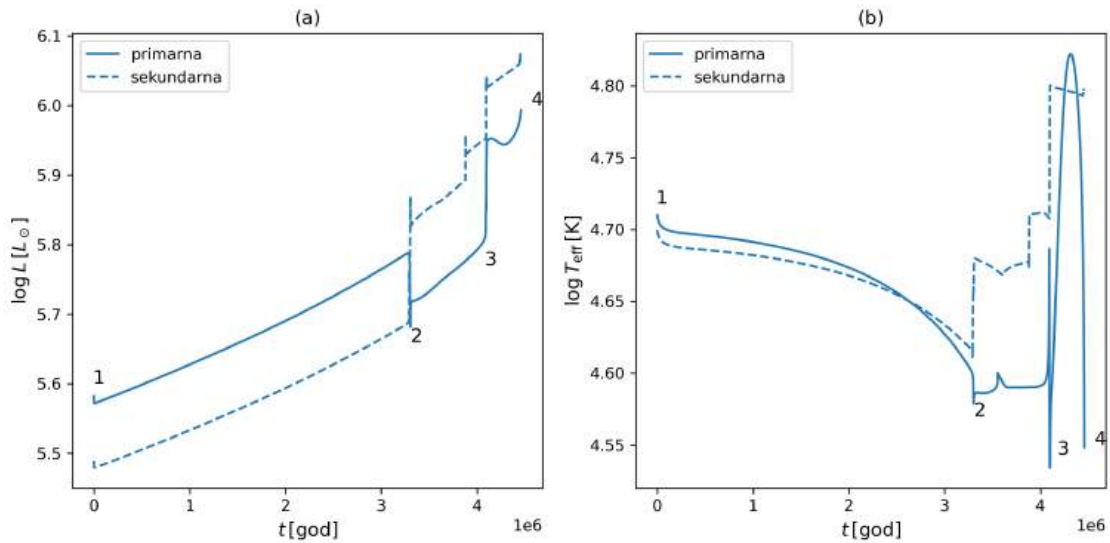 (a)
primarna
sekundarna
log L [L⊙]
6.1
6.0
5.9
5.8
5.7
5.6
5.5
1
2
3
4
0
1
2
3
4
1e6
t [god]
(b)
primarna
sekundarna
log Teff [K]
4.80
4.75
4.70
4.65
4.60
4.55
1
2
3
4
0
1
2
3
4
1e6
t [god]